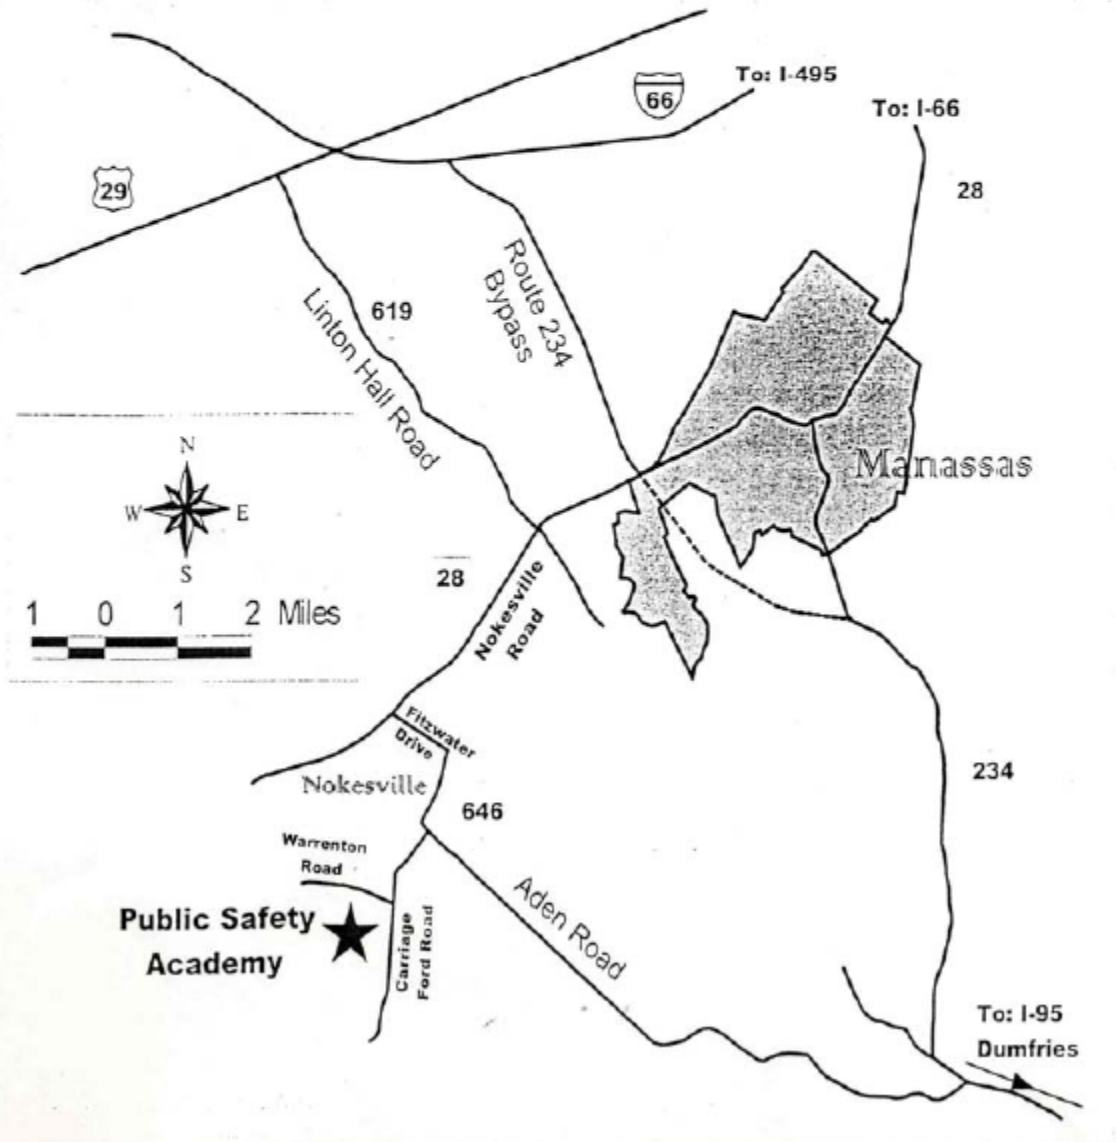 To: I-495
66
To: I-66
29
28
Route 234
Bypass
619
Linton Hall Road
Manassas
N
W E
S
28
1 0 1 2 Miles
Nokesville
Road
Fitzwater
Drive
Nokesville
234
646
Warrenton
Road
Aden Road
Public Safety
Academy
Carriage
Ford Road
To: I-95
Dumfries